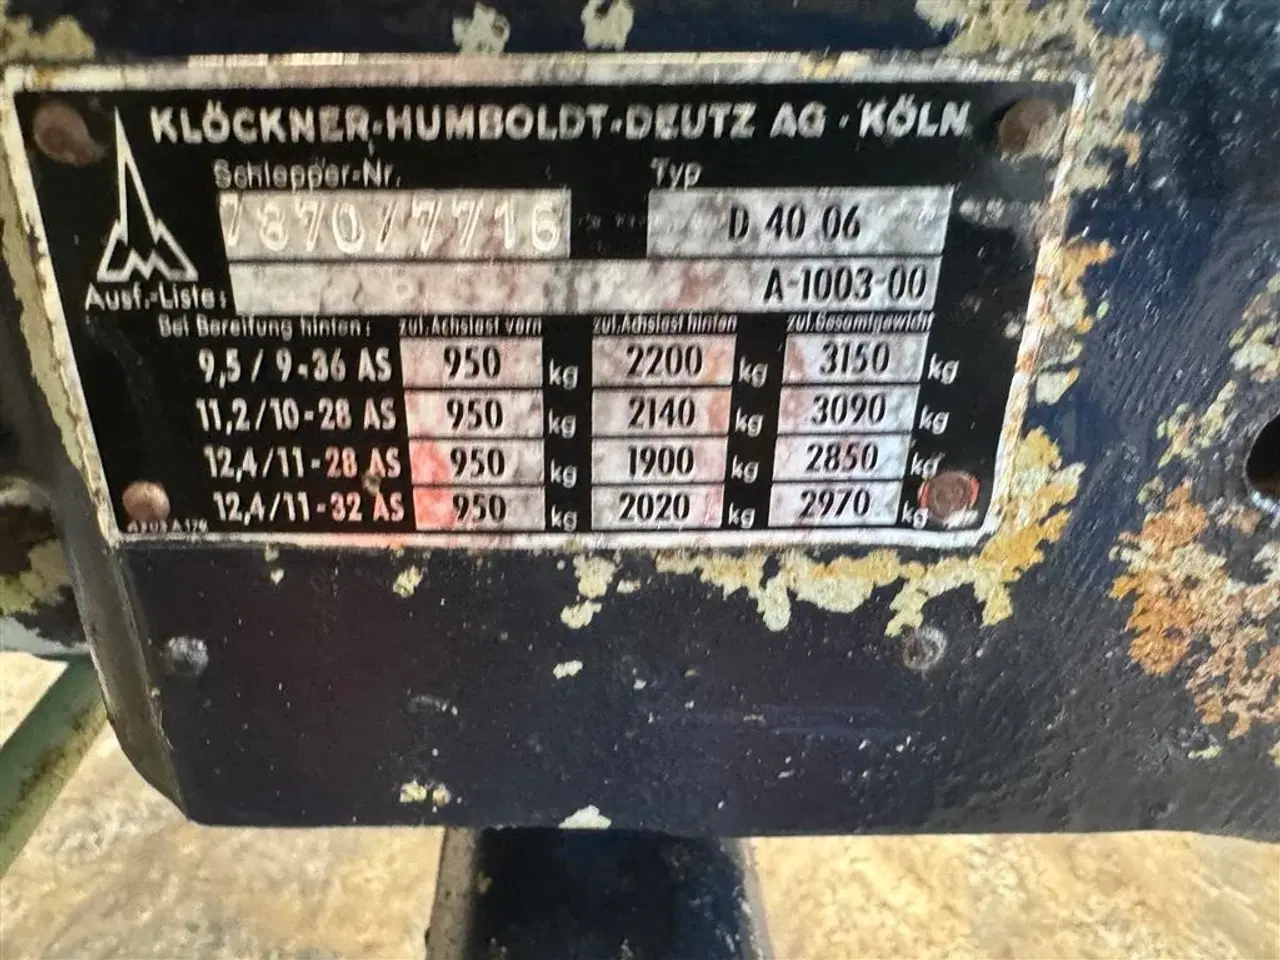 KLÖCKNER-HUMBOLDT-DEUTZ AG · KÖLN
Schlepper-Nr. Typ
7870/7716 D 40 06
Ausf.-Liste: A-1003-00
Bei Bereifung hinten: zul. Achslast vorn zul. Achslast hinten zul. Gesamtgewicht
9,5 / 9-36 AS 950 kg 2200 kg 3150 kg
11,2/10-28 AS 950 kg 2140 kg 3090 kg
12,4/11-28 AS 950 kg 1900 kg 2850 kg
12,4/11-32 AS 950 kg 2020 kg 2970 kg